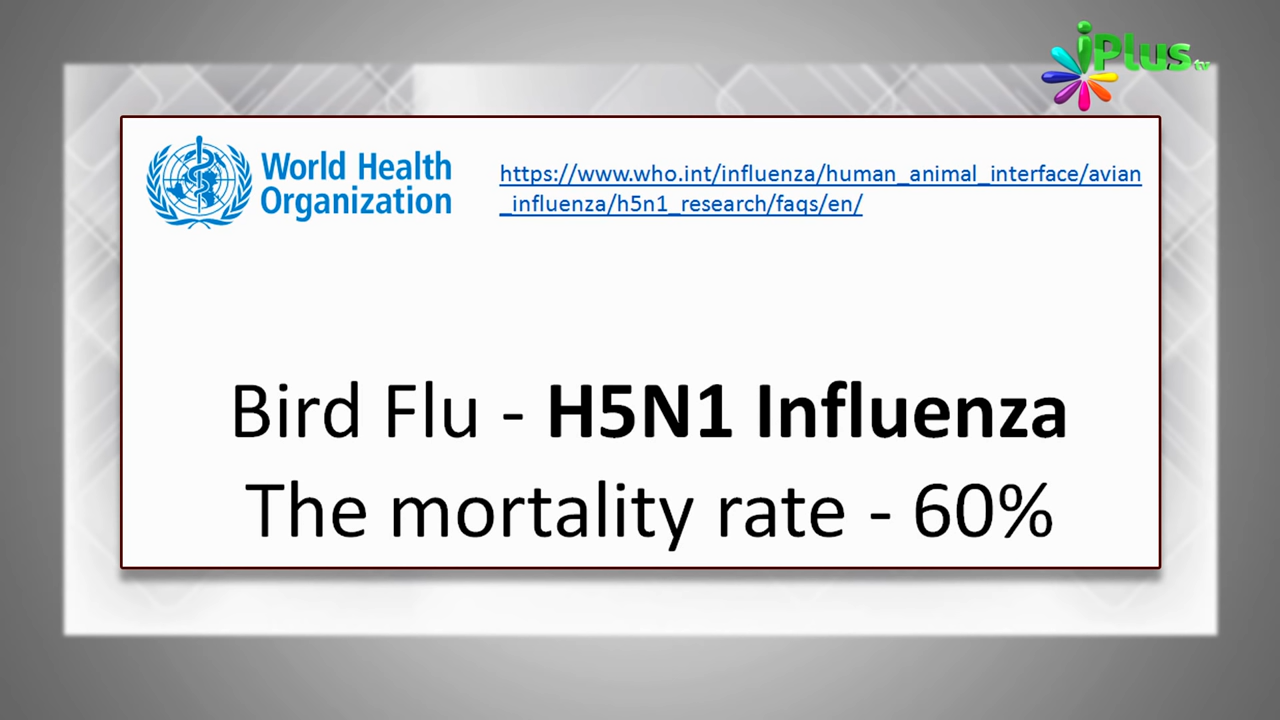 iPlus tv
World Health
Organization
https://www.who.int/influenza/human_animal_interface/avian
_influenza/h5n1_research/faqs/en/
Bird Flu - H5N1 Influenza
The mortality rate - 60%